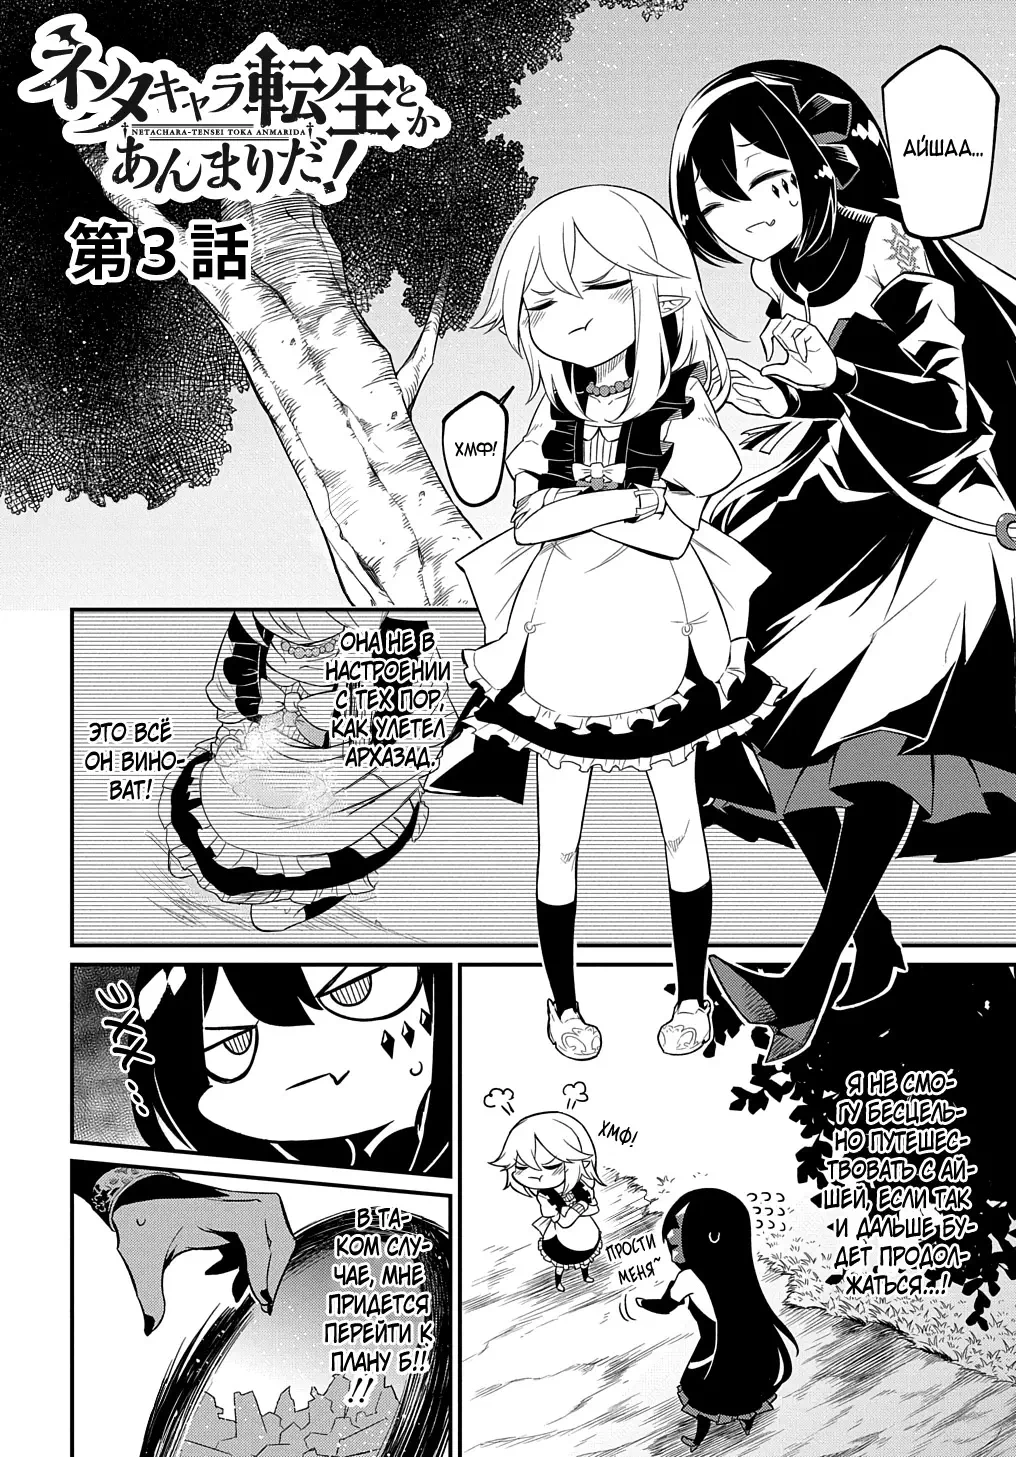 ネタキャラ転生とか
NETACHARA-TENSEI TOKA ANMARIDA
あんまりだ!
第3話
АЙШАА...
ХМФ!
ОНА НЕ В
НАСТРОЕНИИ
С ТЕХ ПОР,
КАК УЛЕТЕЛ
АРХАЗАД.
ЭТО ВСЁ
ОН ВИНО-
ВАТ!
ЭХХ...
Я НЕ СМО-
ГУ БЕСЦЕЛЬ-
НО ПУТЕШЕС-
ТВОВАТЬ С АЙ-
ШЕЙ, ЕСЛИ ТАК
И ДАЛЬШЕ БУ-
ДЕТ ПРОДОЛ-
ЖАТЬСЯ...!
ХМФ!
ПРОСТИ
МЕНЯ~
В ТА-
КОМ СЛУ-
ЧАЕ, МНЕ
ПРИДЕТСЯ
ПЕРЕЙТИ К
ПЛАНУ Б!!
!!